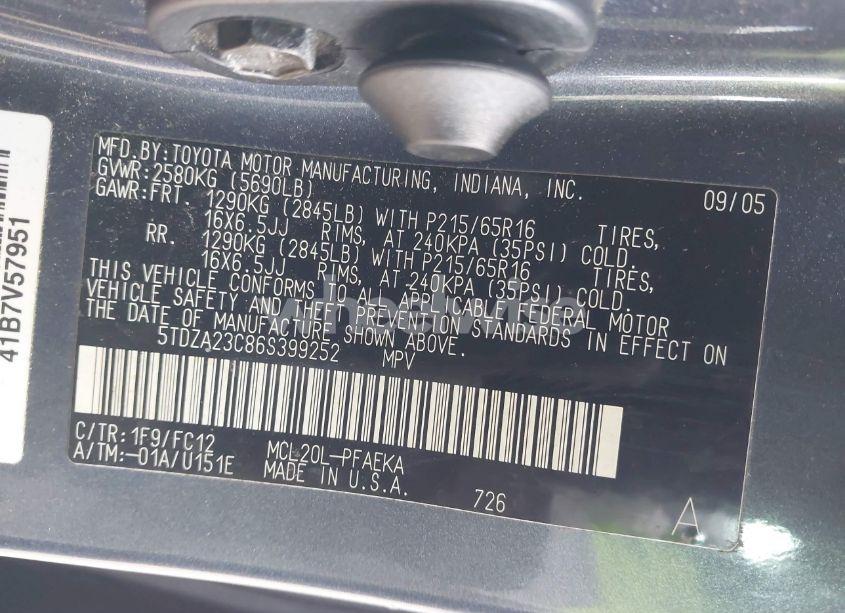 MFD.BY:TOYOTA MOTOR MANUFACTURING, INDIANA, INC. 09/05
GVWR:2580KG (5690LB)
GAWR:FRT. 1290KG (2845LB) WITH P215/65R16 TIRES,
16X6.5JJ RIMS, AT 240KPA (35PSI) COLD.
RR. 1290KG (2845LB) WITH P215/65R16 TIRES,
16X6.5JJ RIMS, AT 240KPA (35PSI) COLD.
THIS VEHICLE CONFORMS TO ALL APPLICABLE FEDERAL MOTOR
VEHICLE SAFETY AND THEFT PREVENTION STANDARDS IN EFFECT ON
THE DATE OF MANUFACTURE SHOWN ABOVE.
5TDZA23C86S399252 MPV
C/TR:1F9/FC12 MCL20L-PFAEKA
A/TM:-01A/U151E MADE IN U.S.A. 726 A
41B7V57951